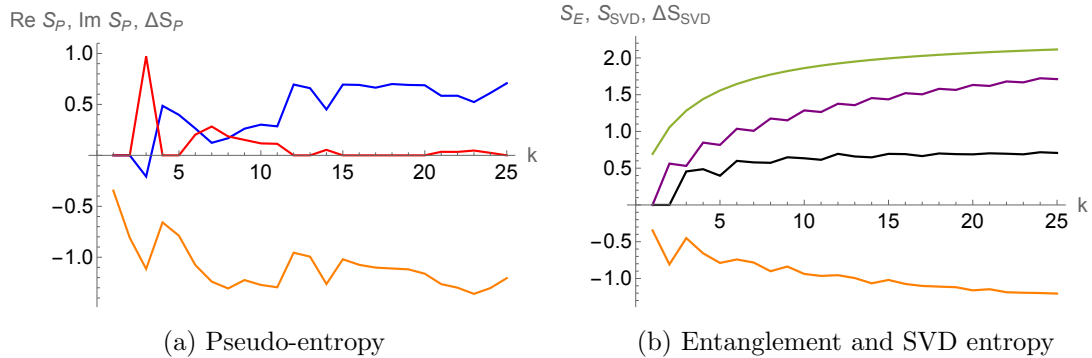 Re S_P, Im S_P, ΔS_P
1.0
0.5
5 10 15 20 25 k
−0.5
−1.0
(a) Pseudo-entropy
S_E, S_SVD, ΔS_SVD
2.0
1.5
1.0
0.5
5 10 15 20 25 k
−0.5
−1.0
(b) Entanglement and SVD entropy